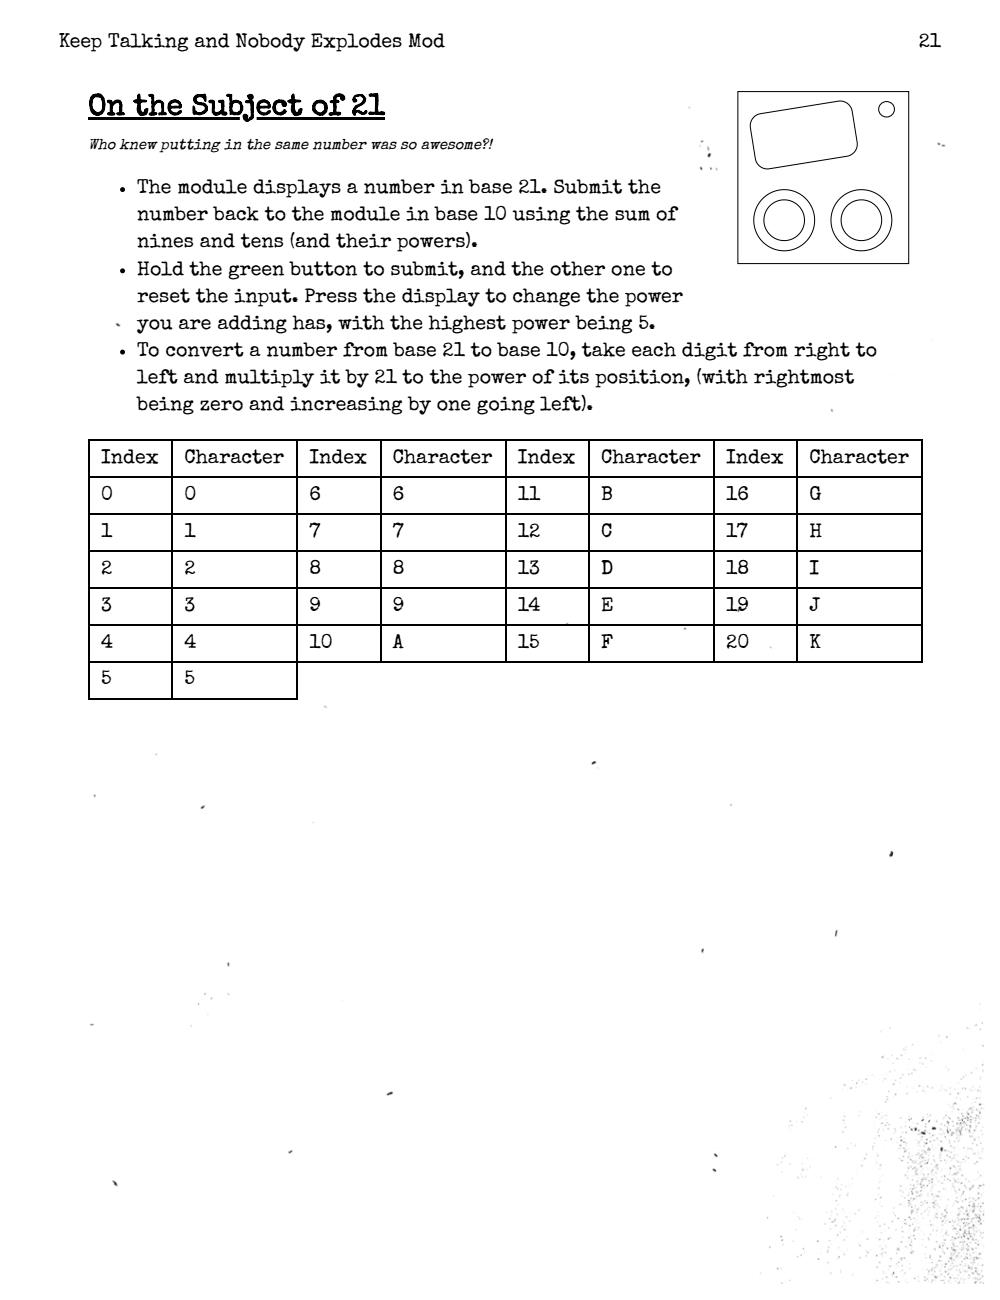 Keep Talking and Nobody Explodes Mod 21
On the Subject of 21
Who knew putting in the same number was so awesome?!
• The module displays a number in base 21. Submit the
number back to the module in base 10 using the sum of
nines and tens (and their powers).
• Hold the green button to submit, and the other one to
reset the input. Press the display to change the power
you are adding has, with the highest power being 5.
• To convert a number from base 21 to base 10, take each digit from right to
left and multiply it by 21 to the power of its position, (with rightmost
being zero and increasing by one going left).
Index Character Index Character Index Character Index Character
0 0 6 6 11 B 16 G
1 1 7 7 12 C 17 H
2 2 8 8 13 D 18 I
3 3 9 9 14 E 19 J
4 4 10 A 15 F 20 K
5 5